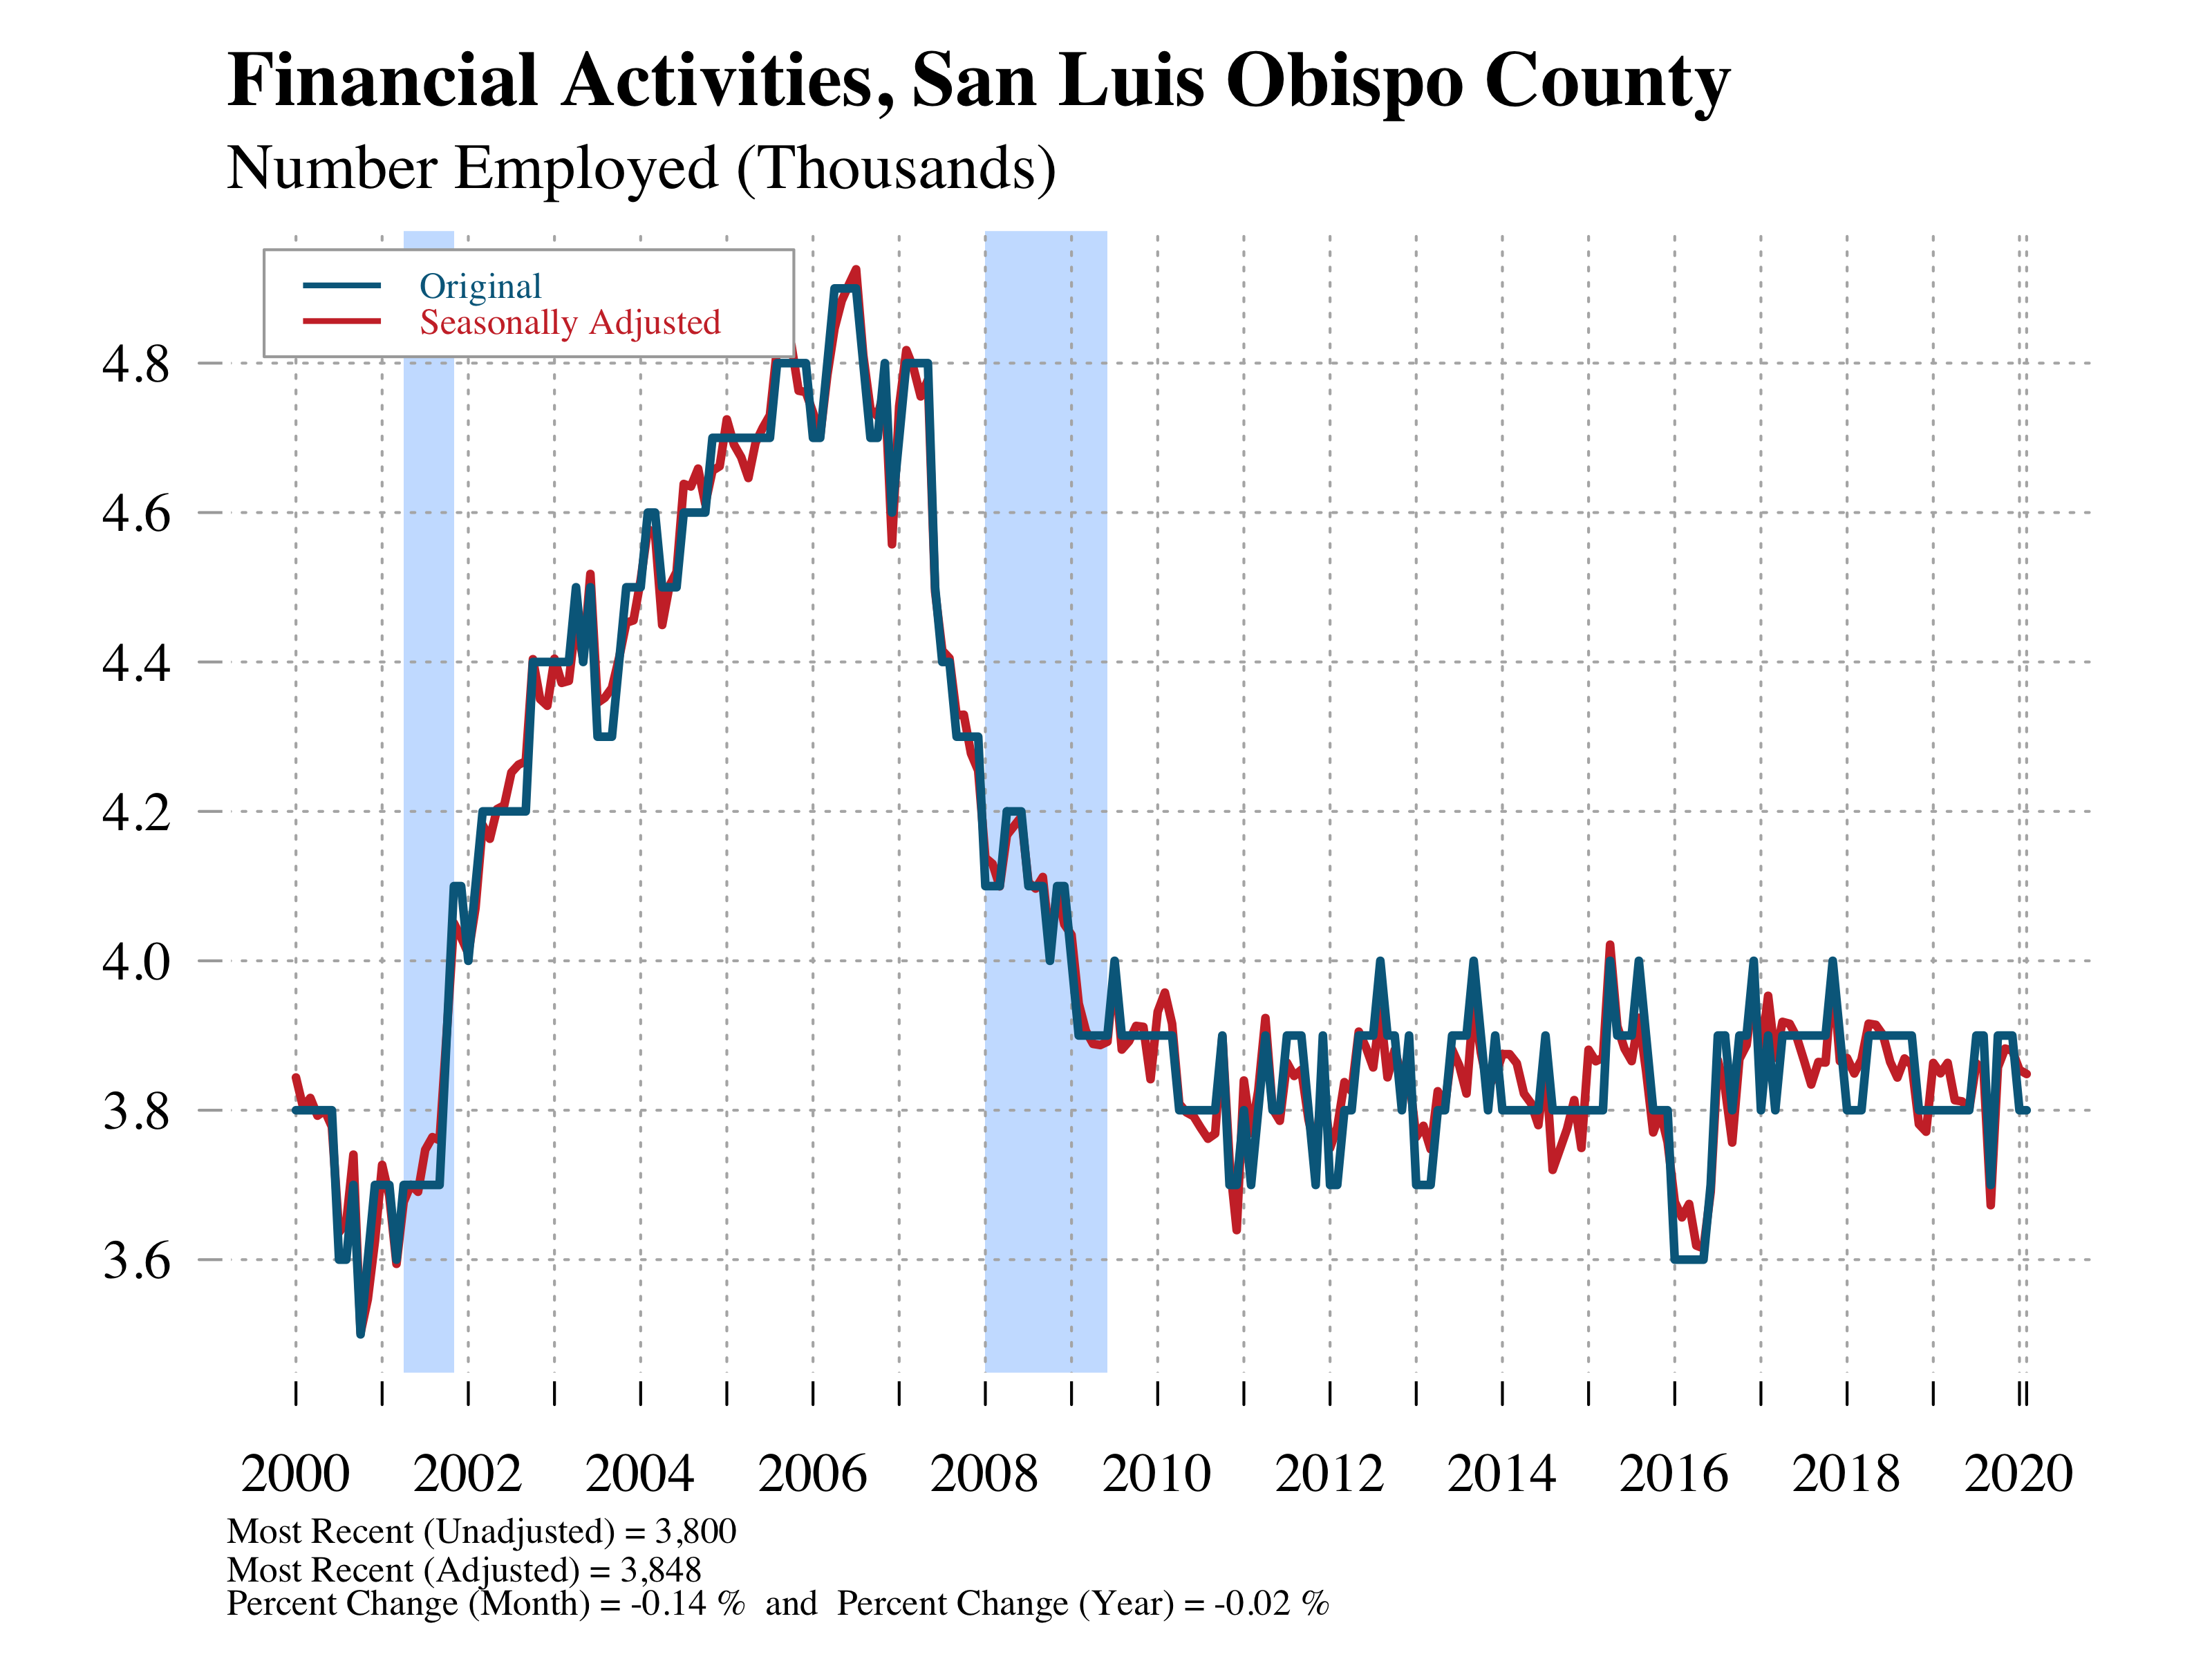 Financial Activities, San Luis Obispo County
Number Employed (Thousands)
Original
Seasonally Adjusted
4.8
4.6
4.4
4.2
4.0
3.8
3.6
2000 2002 2004 2006 2008 2010 2012 2014 2016 2018 2020
Most Recent (Unadjusted) = 3,800
Most Recent (Adjusted) = 3,848
Percent Change (Month) = -0.14 % and Percent Change (Year) = -0.02 %